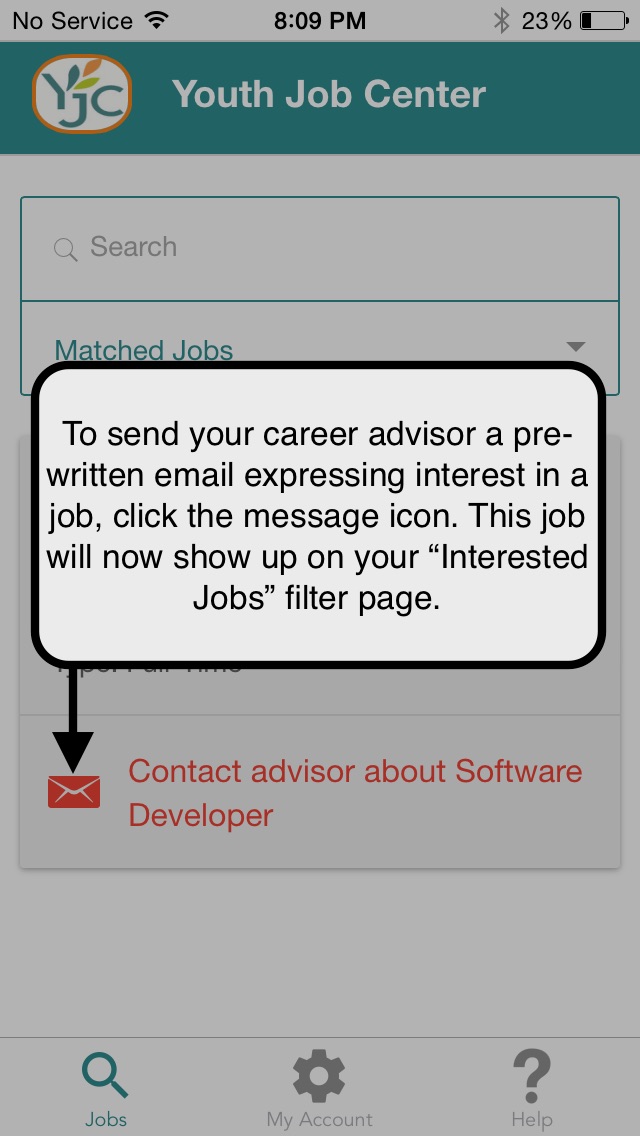 No Service 8:09 PM 23%
YJC Youth Job Center
Search
Matched Jobs
To send your career advisor a pre-
written email expressing interest in a
job, click the message icon. This job
will now show up on your “Interested
Jobs” filter page.
Type: Full-Time
Contact advisor about Software
Developer
Jobs My Account Help